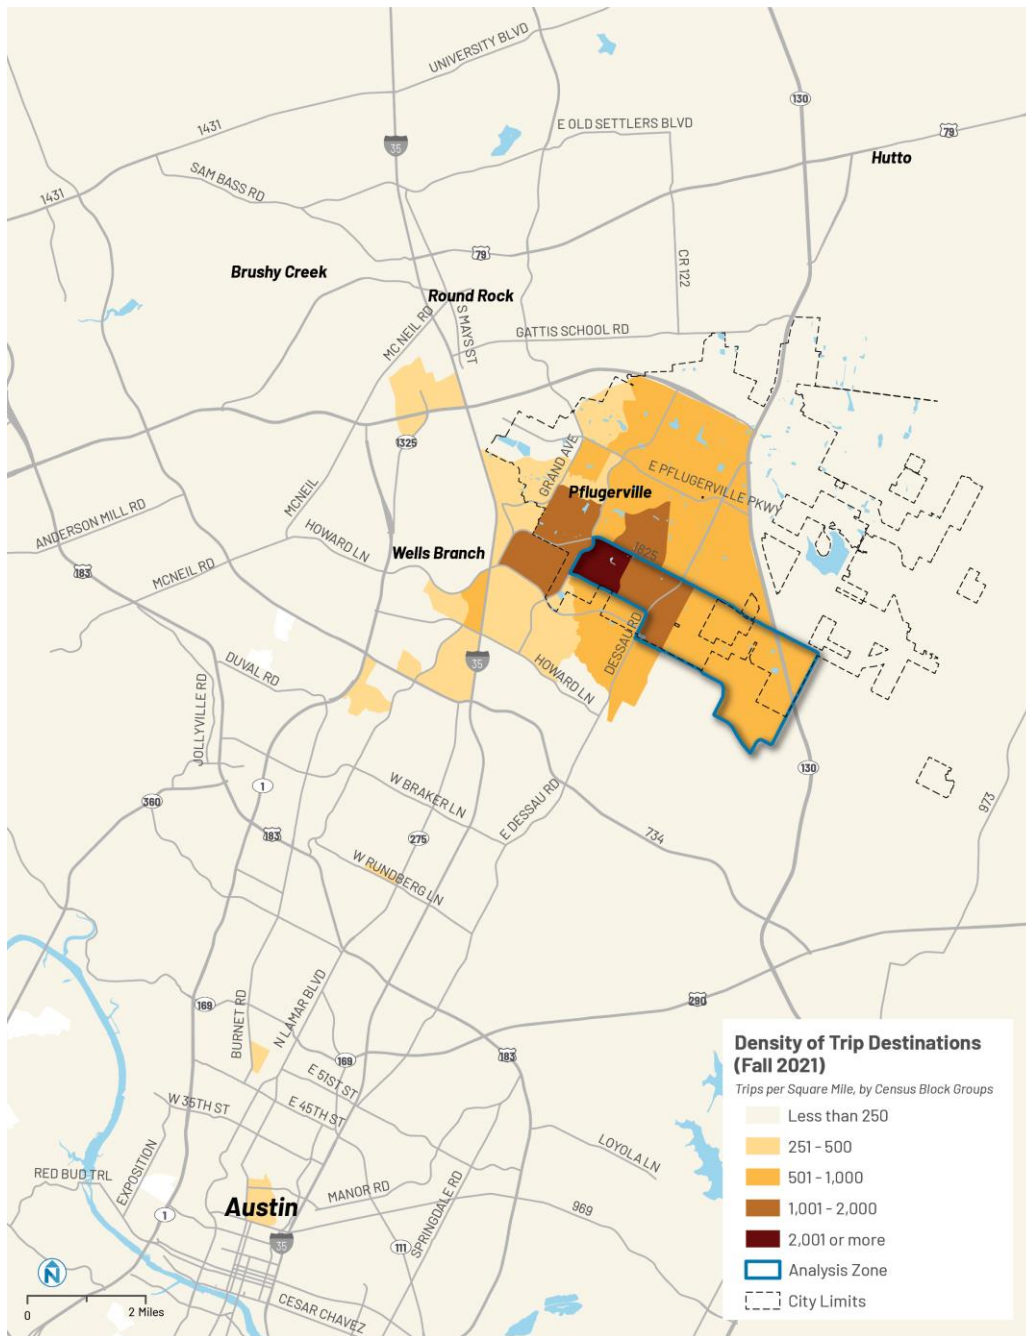 UNIVERSITY BLVD
130
E OLD SETTLERS BLVD
79
1431
35
Hutto
SAM BASS RD
1431
79
CR 122
Brushy Creek
Round Rock
MC NEIL RD
S MAYS ST
GATTIS SCHOOL RD
1325
GRAND AVE
E PFLUGERVILLE PKWY
Pflugerville
MCNEIL
ANDERSON MILL RD
HOWARD LN
Wells Branch
1825
183
MCNEIL RD
DESSAU RD
35
DUVAL RD
HOWARD LN
JOLLYVILLE RD
130
1
W BRAKER LN
360
973
E DESSAU RD
183
275
734
W RUNDBERG LN
169
BURNET RD
N LAMAR BLVD
290
169
183
E 51ST ST
W 35TH ST
E 45TH ST
LOYOLA LN
RED BUD TRL
EXPOSITION
MANOR RD
SPRINGDALE RD
969
Austin
1
35
111
CESAR CHAVEZ
N
0
2 Miles
Density of Trip Destinations
(Fall 2021)
Trips per Square Mile, by Census Block Groups
Less than 250
251 - 500
501 - 1,000
1,001 - 2,000
2,001 or more
Analysis Zone
City Limits